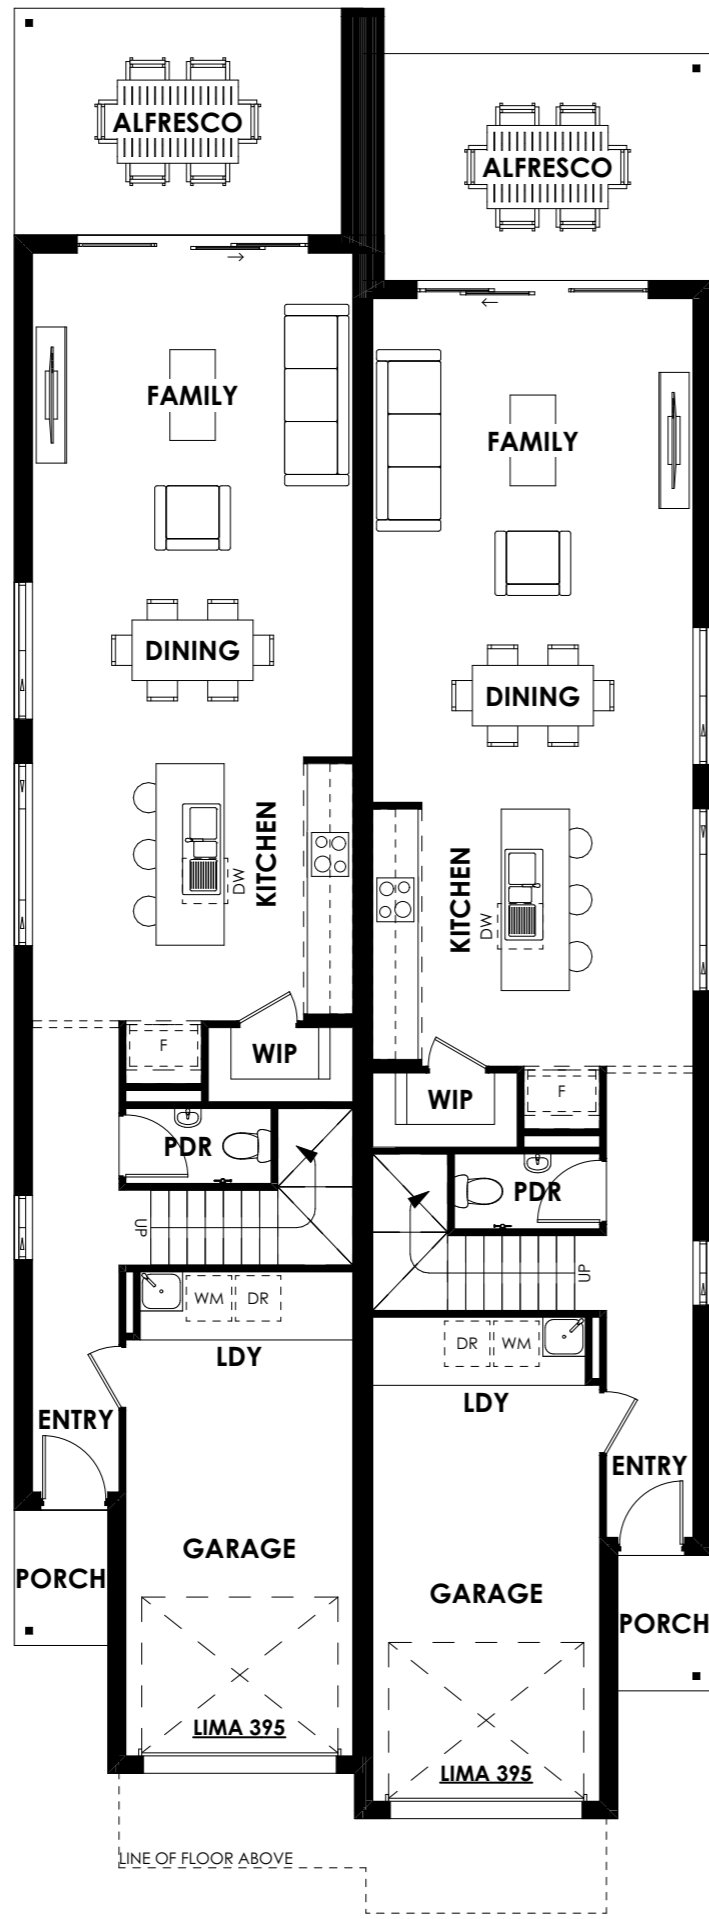 ALFRESCO
ALFRESCO
FAMILY
FAMILY
DINING
DINING
KITCHEN
DW
KITCHEN
DW
F
WIP
WIP
F
PDR
PDR
UP
UP
WM
DR
LDY
DR
WM
LDY
ENTRY
ENTRY
GARAGE
PORCH
GARAGE
PORCH
LIMA 395
LIMA 395
LINE OF FLOOR ABOVE